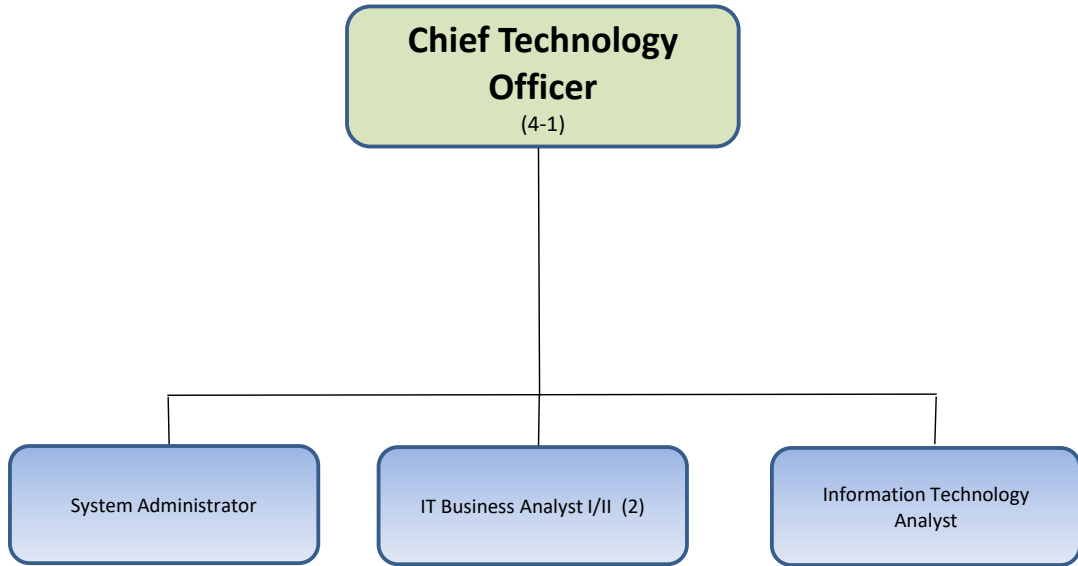 Chief Technology
Officer
(4-1)
System Administrator
IT Business Analyst I/II  (2)
Information Technology
Analyst